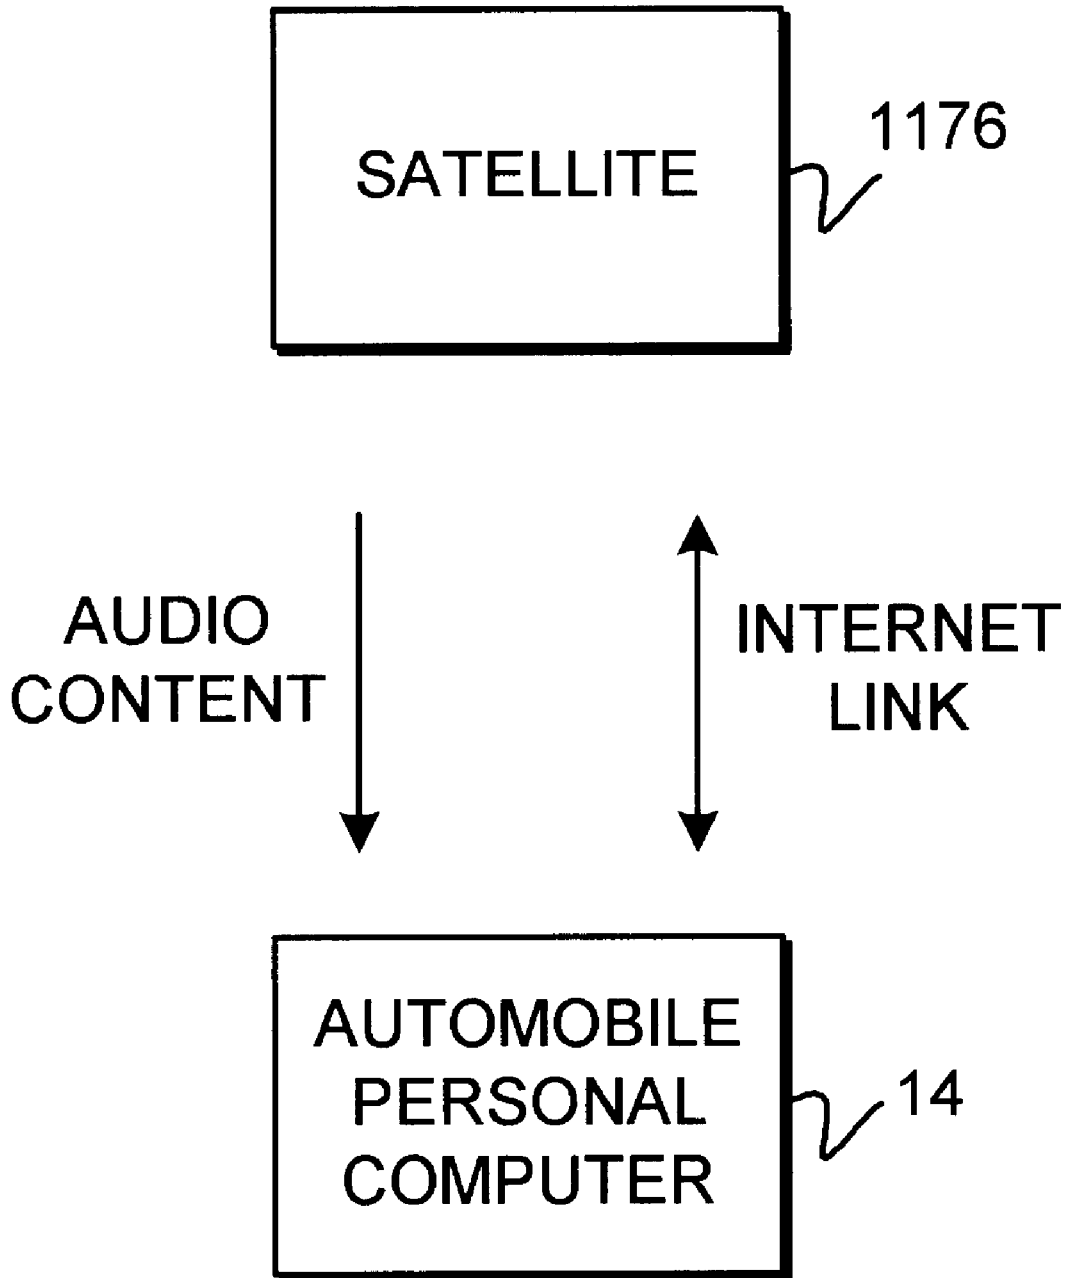 SATELLITE
1176
AUDIO
CONTENT
INTERNET
LINK
AUTOMOBILE
PERSONAL
COMPUTER
14